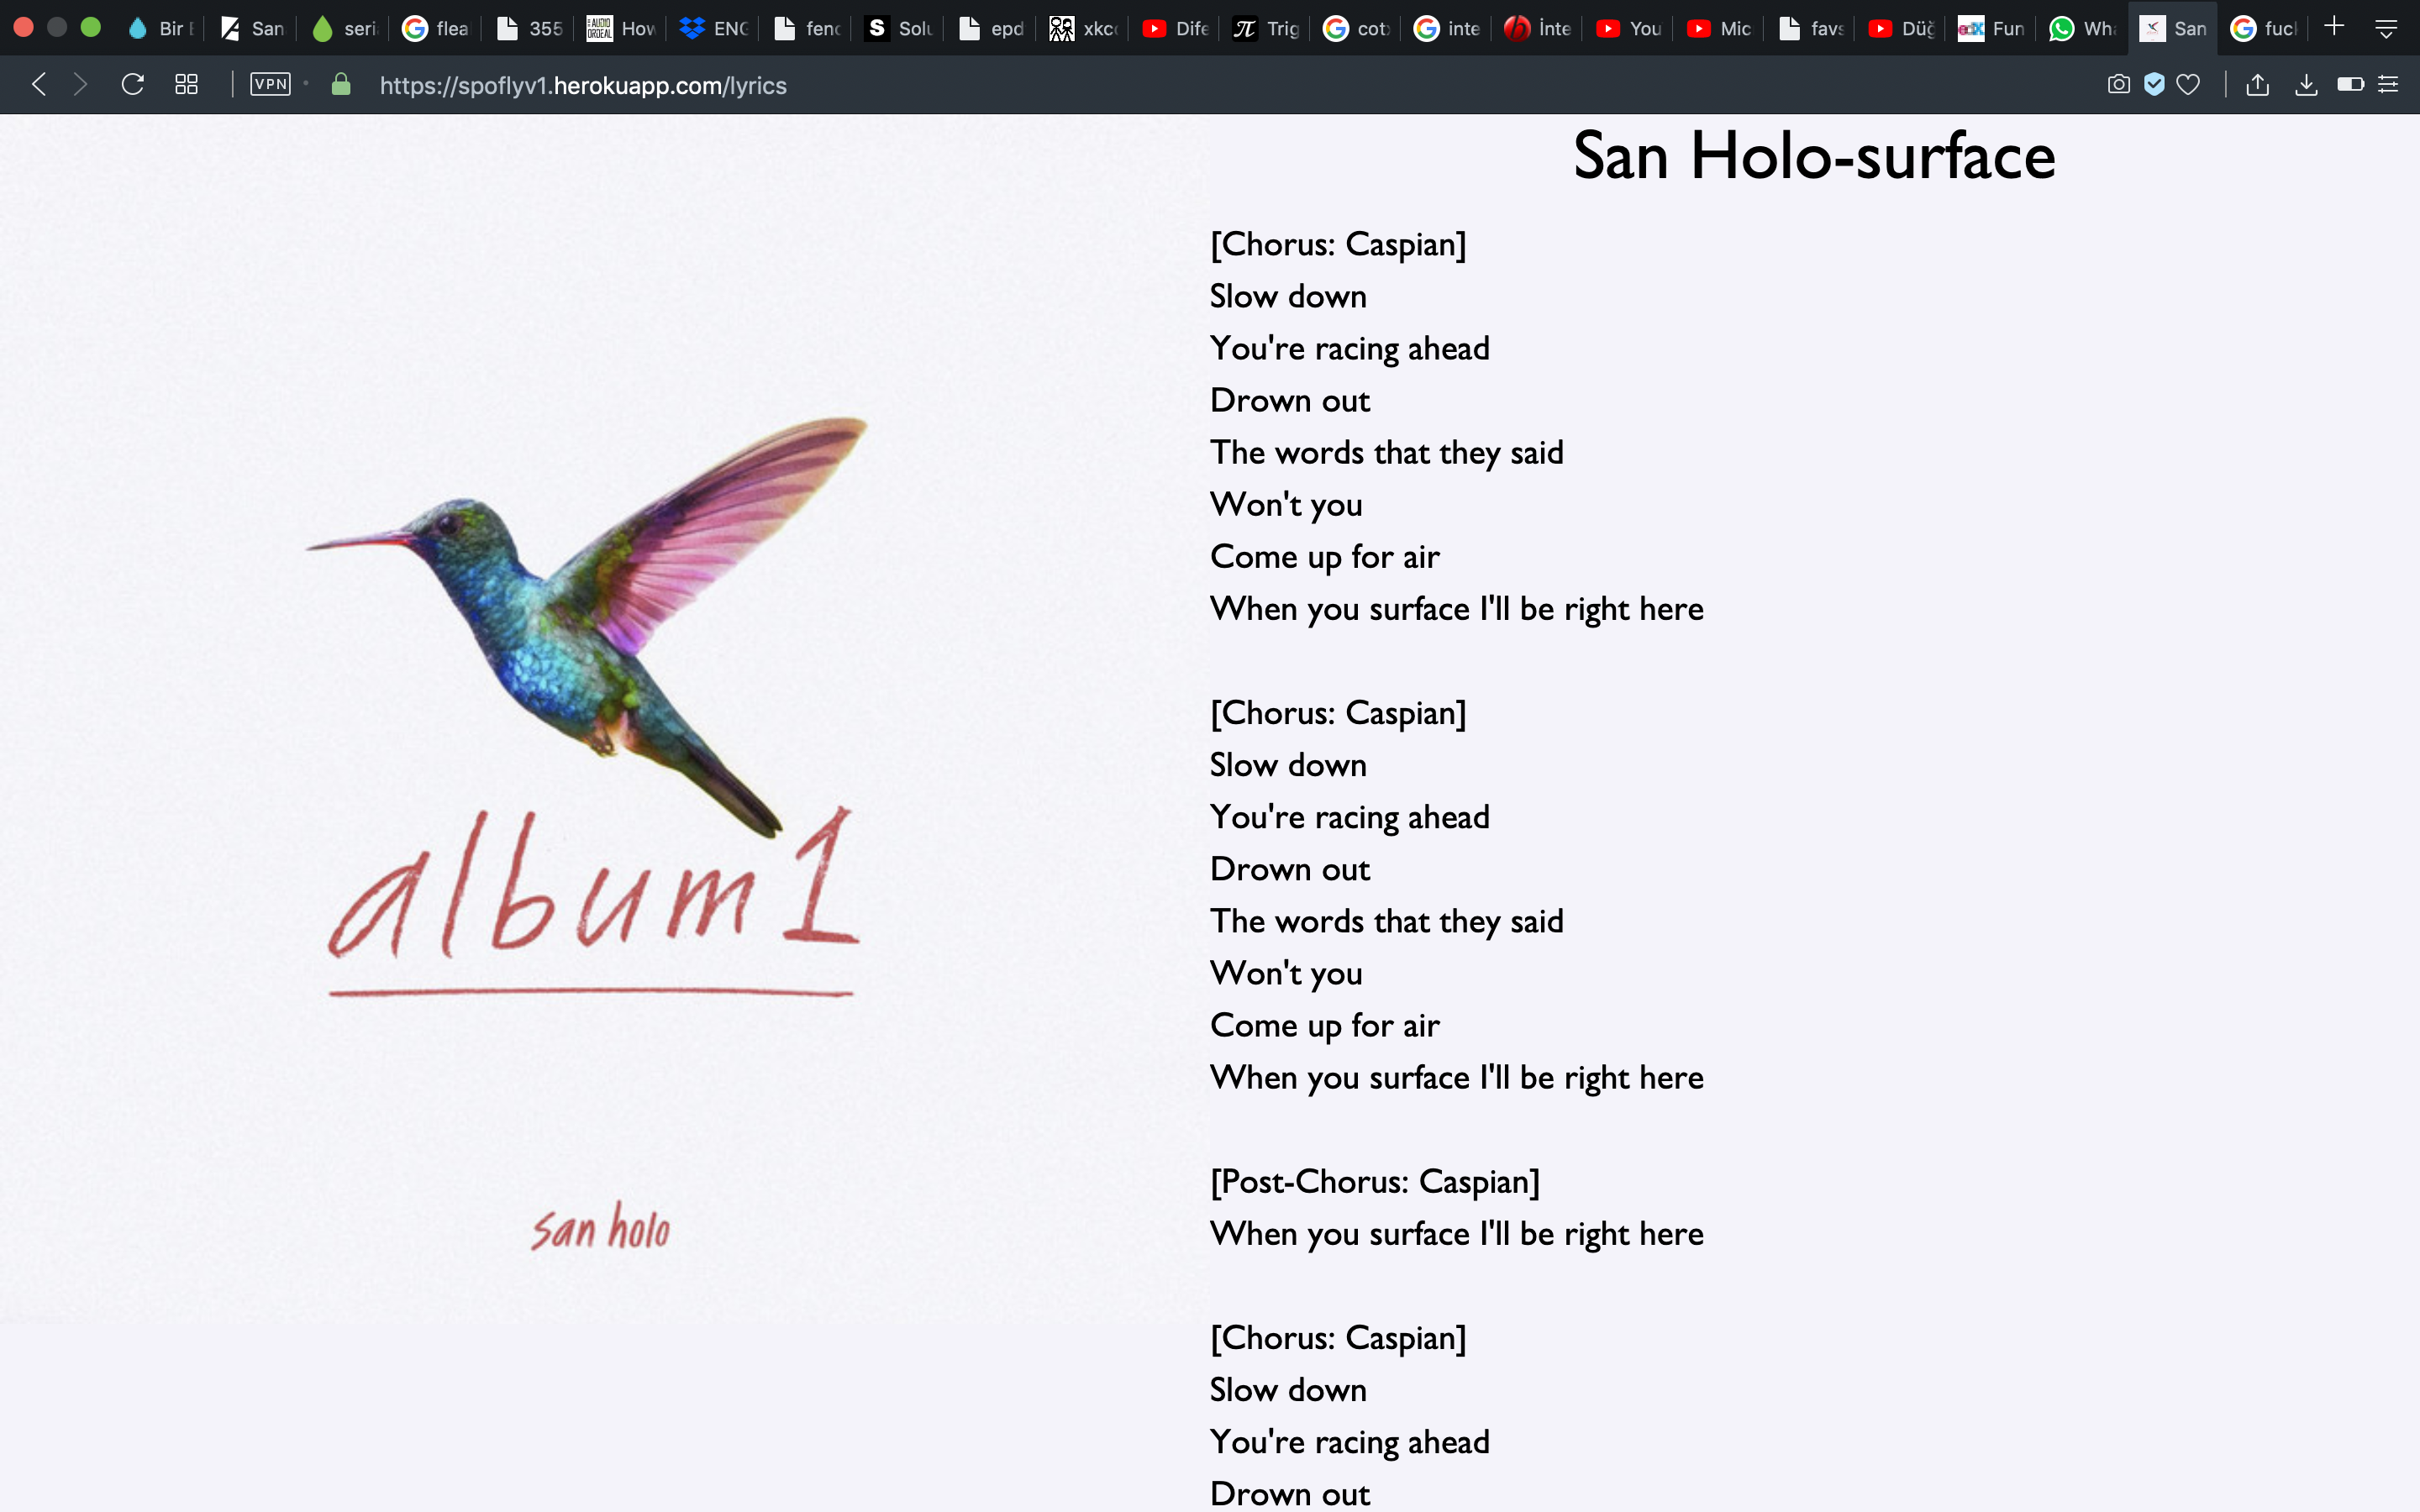 Bir
San
seri
flea
355
How
ENG
fenc
S
Solu
epd
xkcd
Dife
π
Trig
cot
inte
İnte
You
Mic
favs
Düğ
edX
Fun
Wha
San
fuc
VPN
https://spoflyv1.herokuapp.com/lyrics
album1
san holo
San Holo-surface
[Chorus: Caspian]
Slow down
You're racing ahead
Drown out
The words that they said
Won't you
Come up for air
When you surface I'll be right here
[Chorus: Caspian]
Slow down
You're racing ahead
Drown out
The words that they said
Won't you
Come up for air
When you surface I'll be right here
[Post-Chorus: Caspian]
When you surface I'll be right here
[Chorus: Caspian]
Slow down
You're racing ahead
Drown out